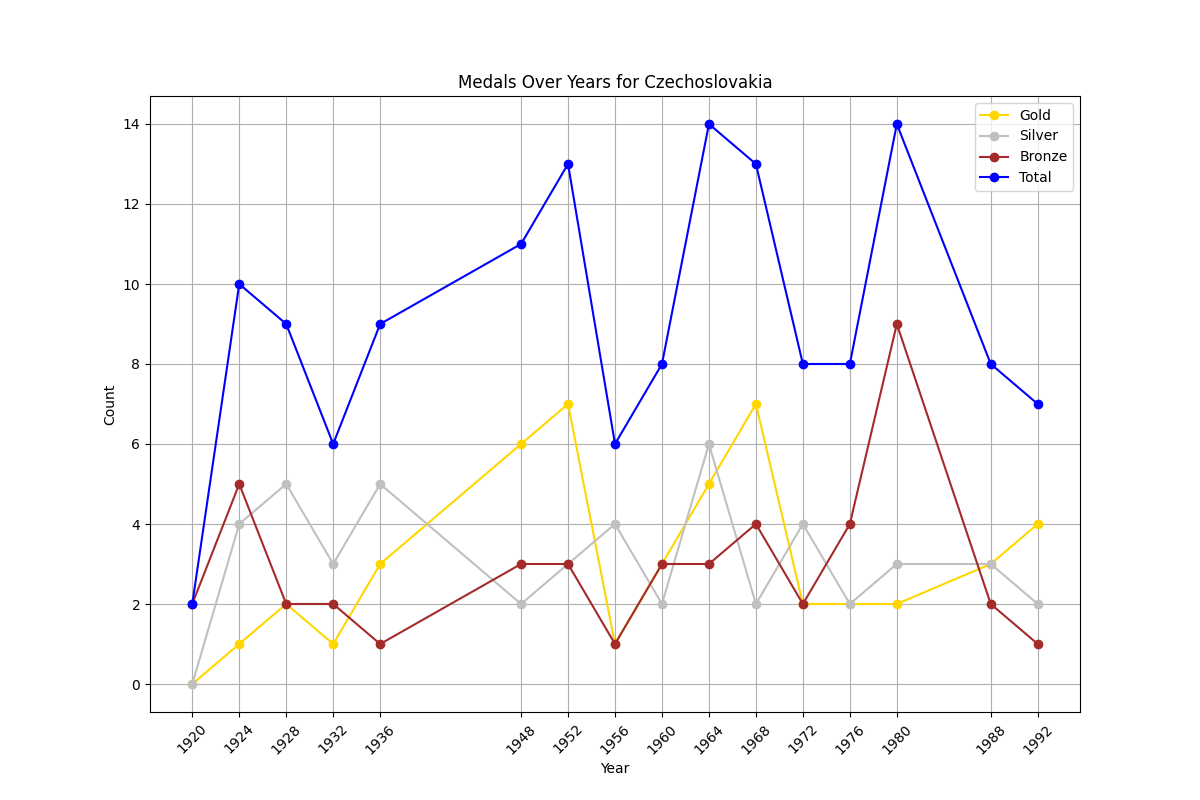 Medals Over Years for Czechoslovakia
Gold
Silver
Bronze
Total
Count
14
12
10
8
6
4
2
0
1920 1924 1928 1932 1936 1948 1952 1956 1960 1964 1968 1972 1976 1980 1988 1992
Year